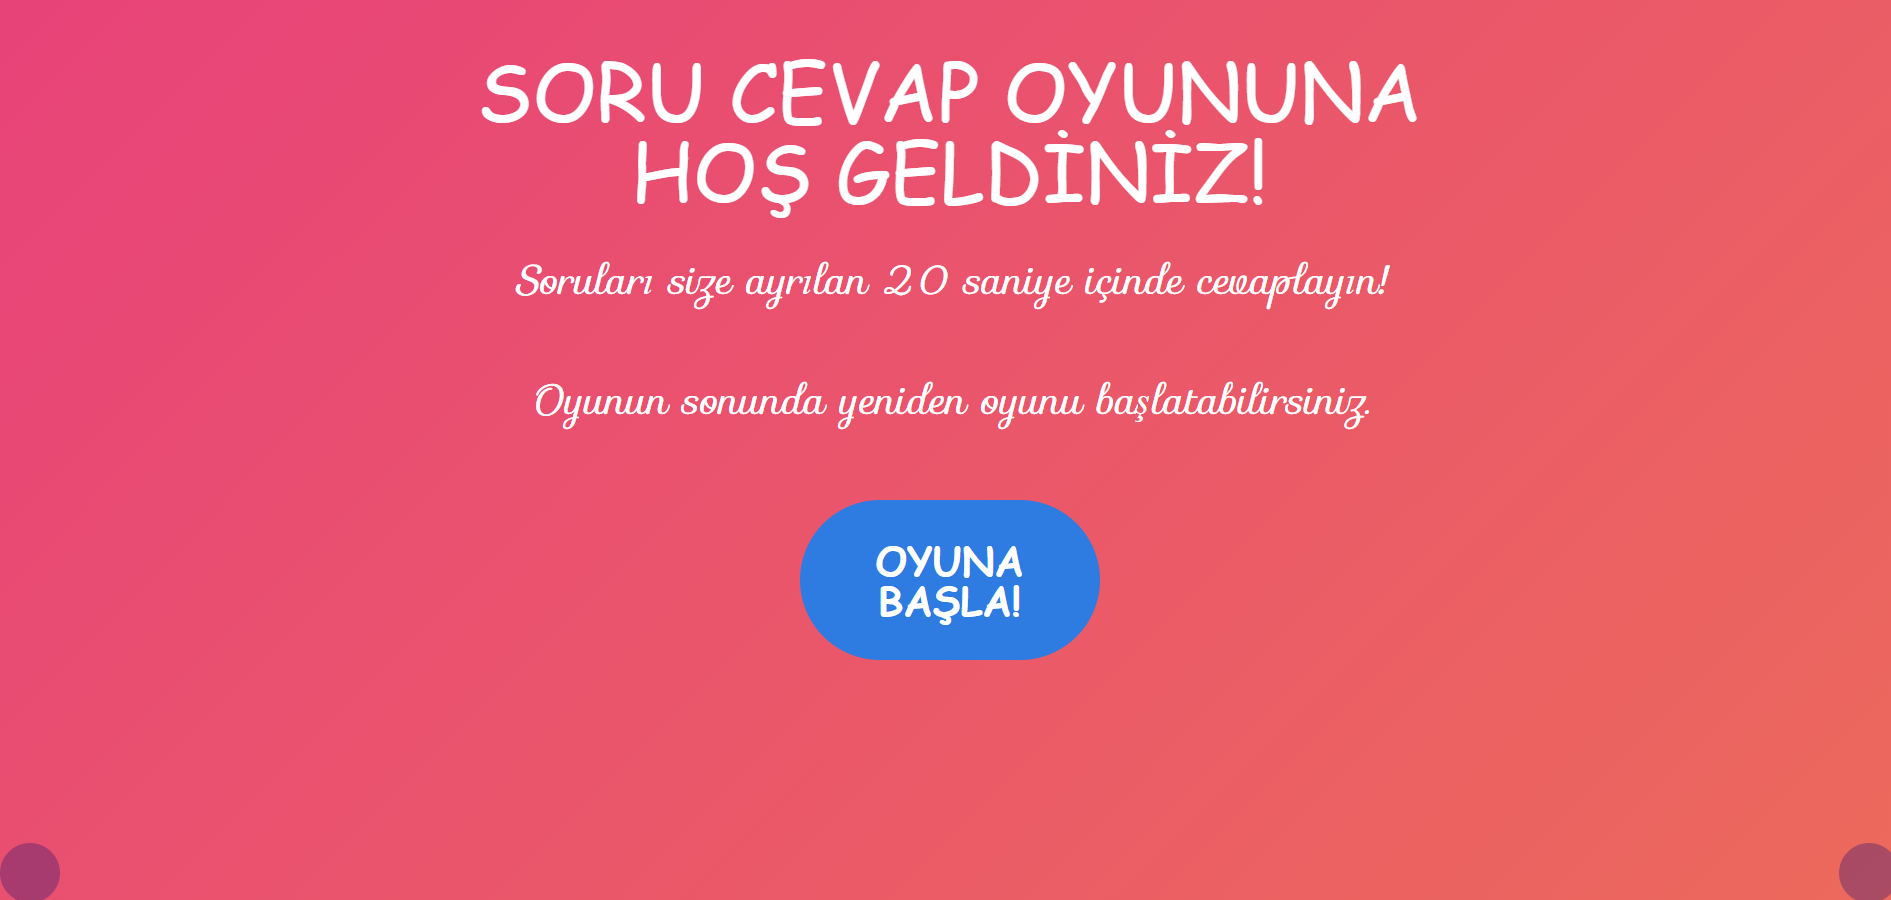 SORU CEVAP OYUNUNA
HOŞ GELDİNİZ!
Soruları size ayrılan 20 saniye içinde cevaplayın!
Oyunun sonunda yeniden oyunu başlatabilirsiniz.
OYUNA
BAŞLA!